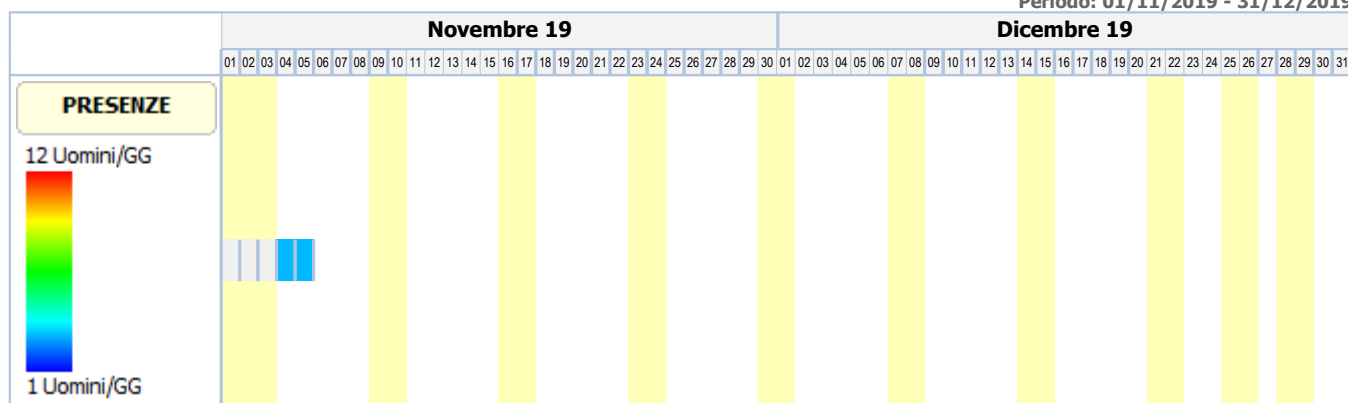 Periodo: 01/11/2019 - 31/12/2019
Novembre 19 Dicembre 19
01 02 03 04 05 06 07 08 09 10 11 12 13 14 15 16 17 18 19 20 21 22 23 24 25 26 27 28 29 30 01 02 03 04 05 06 07 08 09 10 11 12 13 14 15 16 17 18 19 20 21 22 23 24 25 26 27 28 29 30 31
PRESENZE
12 Uomini/GG
1 Uomini/GG